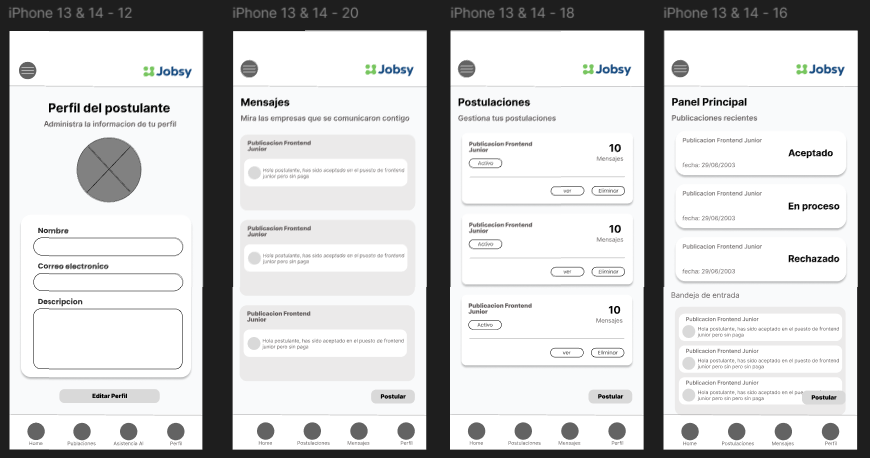 iPhone 13 & 14 - 12
Jobsy
Perfil del postulante
Administra la informacion de tu perfil
Nombre
Correo electronico
Descripcion
Editar Perfil
Home
Publiaciones
Asistencia AI
Perfil
iPhone 13 & 14 - 20
Jobsy
Mensajes
Mira las empresas que se comunicaron contigo
Publicacion Frontend
Junior
Hola postulante, has sido aceptado en el puesto de frontend
junior pero sin paga
Publicacion Frontend
Junior
Hola postulante, has sido aceptado en el puesto de frontend
junior pero sin paga
Publicacion Frontend
Junior
Hola postulante, has sido aceptado en el puesto de frontend
junior pero sin paga
Postular
Home
Postulaciones
Mensajes
Perfil
iPhone 13 & 14 - 18
Jobsy
Postulaciones
Gestiona tus postulaciones
Publicacion Frontend
Junior
Activo
10
Mensajes
ver
Eliminar
Publicacion Frontend
Junior
Activo
10
Mensajes
ver
Eliminar
Publicacion Frontend
Junior
Activo
10
Mensajes
ver
Eliminar
Postular
Home
Postulaciones
Mensajes
Perfil
iPhone 13 & 14 - 16
Jobsy
Panel Principal
Publicaciones recientes
Publicacion Frontend Junior
Aceptado
fecha: 29/06/2003
Publicacion Frontend Junior
En proceso
fecha: 29/06/2003
Publicacion Frontend Junior
Rechazado
fecha: 29/06/2003
Bandeja de entrada
Publicacion Frontend Junior
Hola postulante, has sido aceptado en el puesto de frontend
junior pero sin paga
Publicacion Frontend Junior
Hola postulante, has sido aceptado en el puesto de frontend
junior pero sin paga
Publicacion Frontend Junior
Hola postulante, has sido aceptado en el
junior pero sin paga
Postular
Home
Postulaciones
Mensajes
Perfil